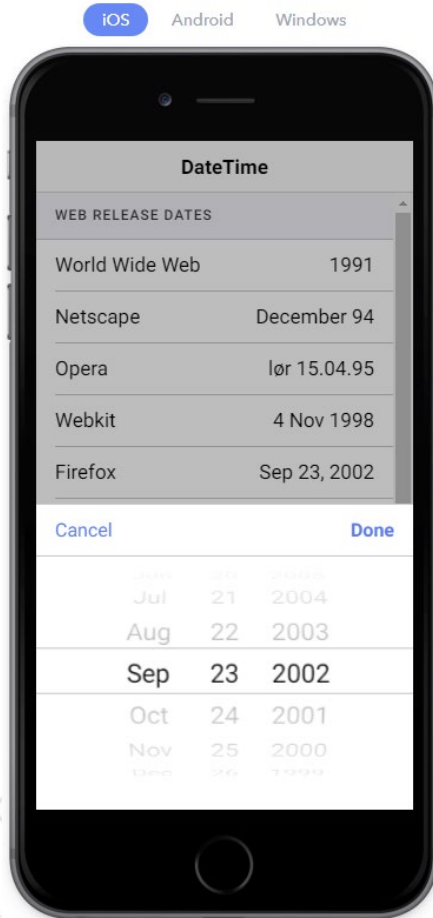 iOS Android Windows
DateTime
WEB RELEASE DATES
World Wide Web 1991
Netscape December 94
Opera lør 15.04.95
Webkit 4 Nov 1998
Firefox Sep 23, 2002
Cancel Done
Jul 21 2004
Aug 22 2003
Sep 23 2002
Oct 24 2001
Nov 25 2000